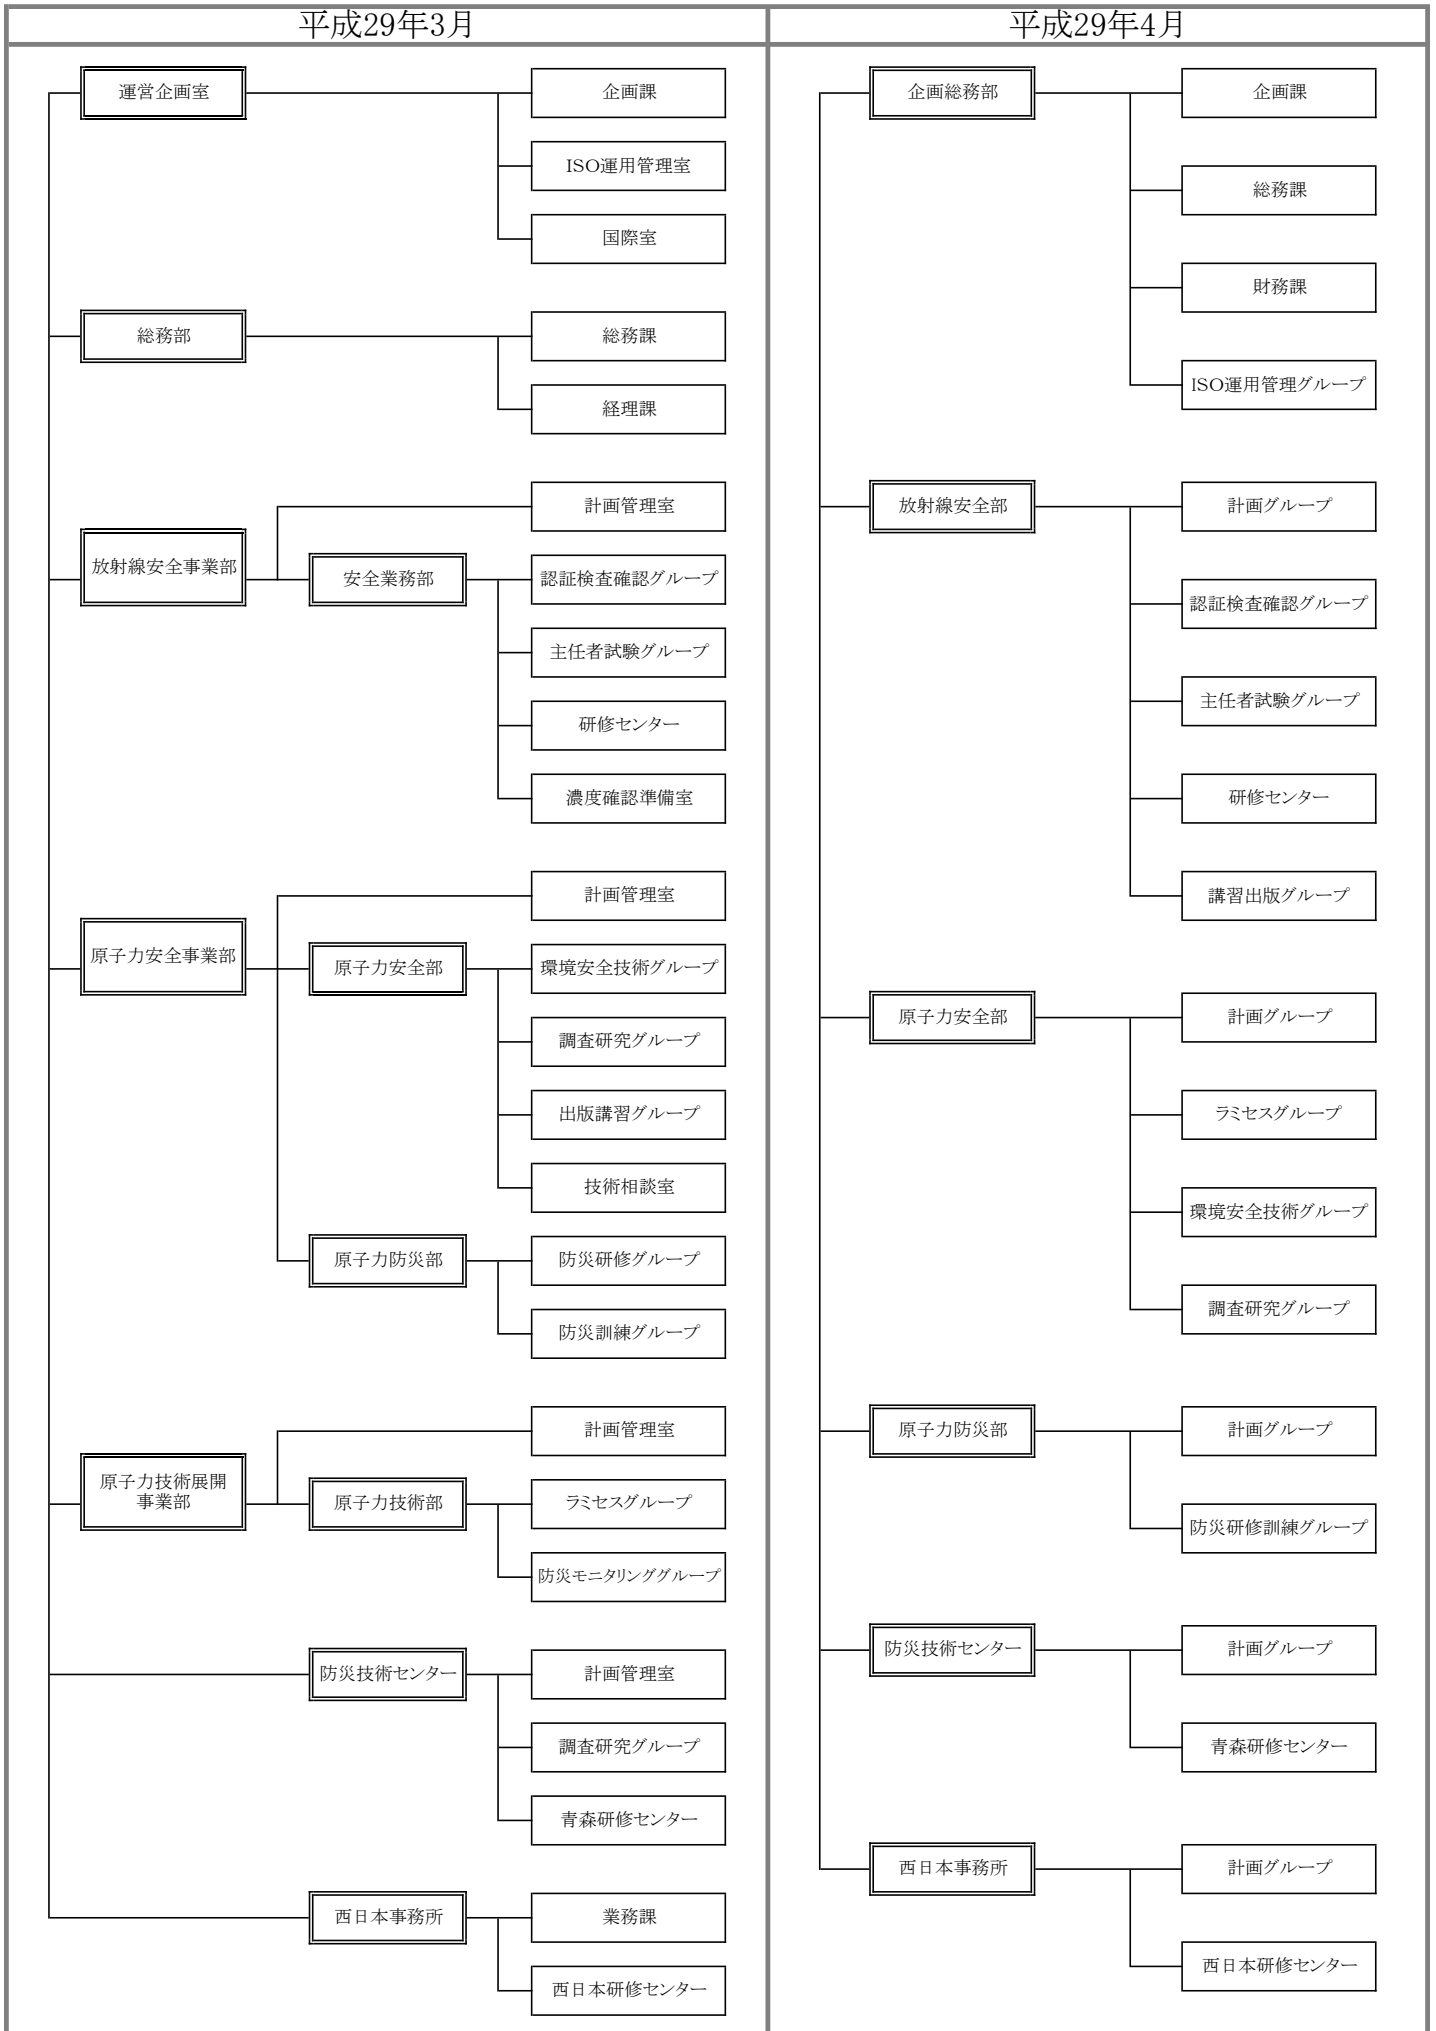 平成29年3月
運営企画室
企画課
ISO運用管理室
国際室
総務部
総務課
経理課
計画管理室
放射線安全事業部
安全業務部
認証検査確認グループ
主任者試験グループ
研修センター
濃度確認準備室
計画管理室
原子力安全事業部
原子力安全部
環境安全技術グループ
調査研究グループ
出版講習グループ
技術相談室
原子力防災部
防災研修グループ
防災訓練グループ
計画管理室
原子力技術展開
事業部
原子力技術部
ラミセスグループ
防災モニタリンググループ
防災技術センター
計画管理室
調査研究グループ
青森研修センター
西日本事務所
業務課
西日本研修センター
平成29年4月
企画総務部
企画課
総務課
財務課
ISO運用管理グループ
放射線安全部
計画グループ
認証検査確認グループ
主任者試験グループ
研修センター
講習出版グループ
原子力安全部
計画グループ
ラミセスグループ
環境安全技術グループ
調査研究グループ
原子力防災部
計画グループ
防災研修訓練グループ
防災技術センター
計画グループ
青森研修センター
西日本事務所
計画グループ
西日本研修センター